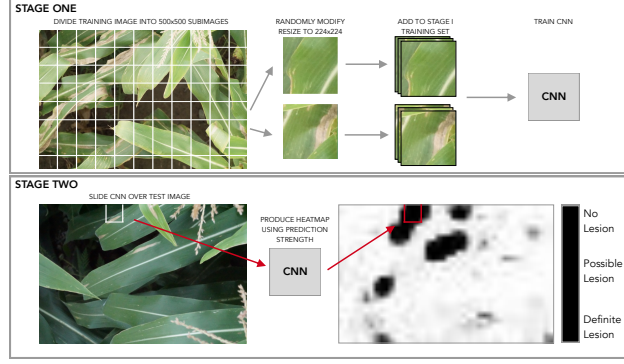 STAGE ONE
DIVIDE TRAINING IMAGE INTO 500x500 SUBIMAGES
RANDOMLY MODIFY
RESIZE TO 224x224
ADD TO STAGE I
TRAINING SET
TRAIN CNN
CNN
STAGE TWO
SLIDE CNN OVER TEST IMAGE
PRODUCE HEATMAP
USING PREDICTION
STRENGTH
CNN
No
Lesion
Possible
Lesion
Definite
Lesion